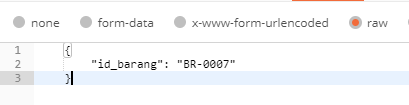 none form-data x-www-form-urlencoded raw
1 {
2 "id_barang": "BR-0007"
3 }